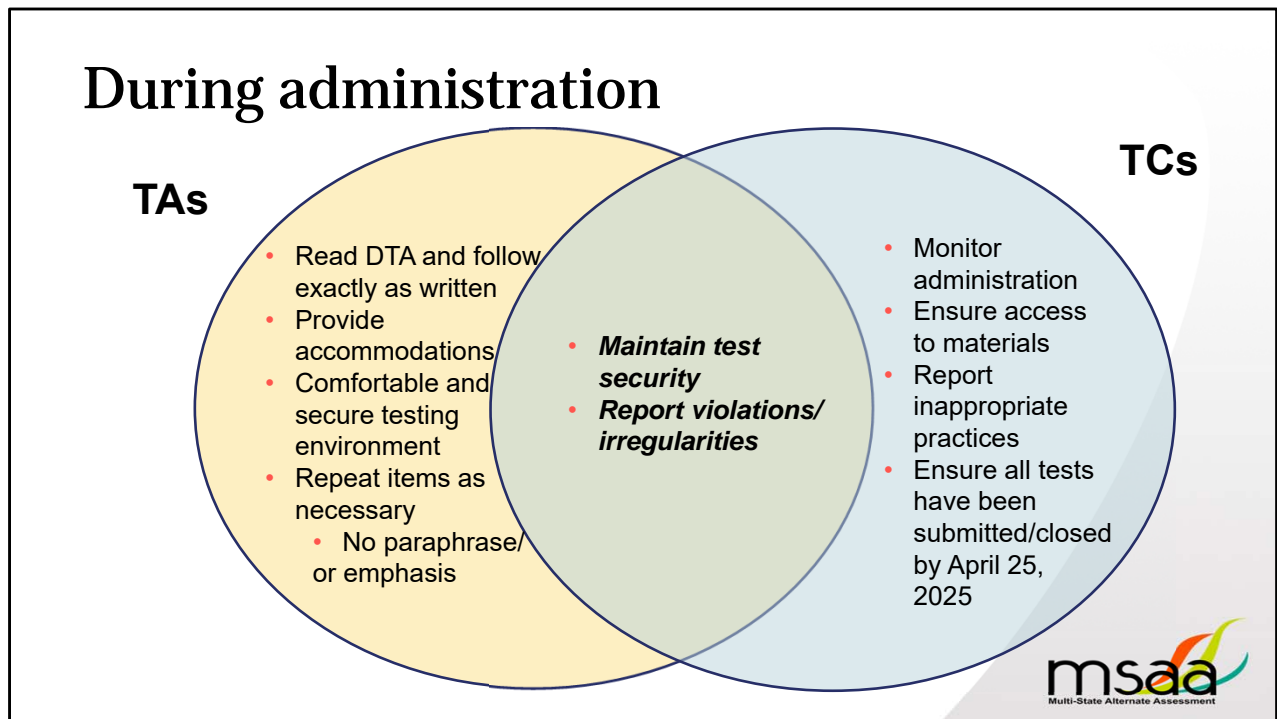 During administration
TAs
TCs
• Read DTA and follow
exactly as written
• Provide
accommodations
• Comfortable and
secure testing
environment
• Repeat items as
necessary
• No paraphrase/
or emphasis
• Maintain test
security
• Report violations/
irregularities
• Monitor
administration
• Ensure access
to materials
• Report
inappropriate
practices
• Ensure all tests
have been
submitted/closed
by April 25,
2025
msaa
Multi-State Alternate Assessment